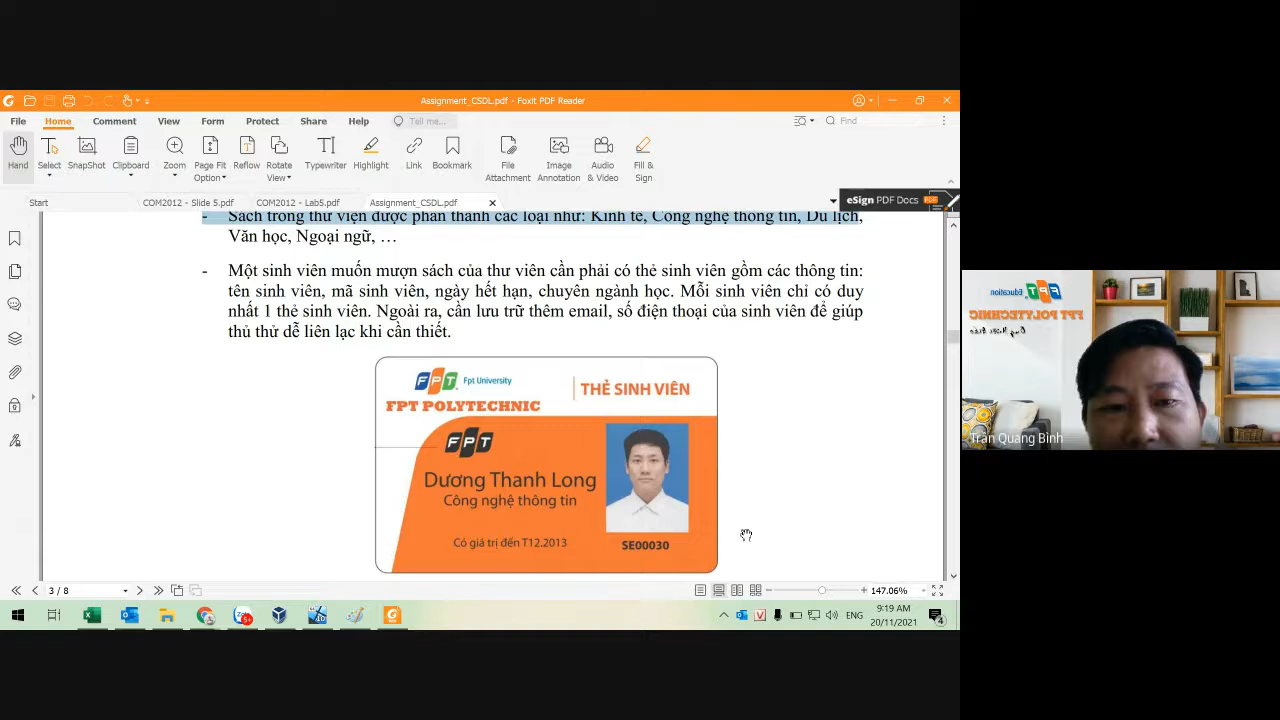 Assignment_CSDL.pdf - Foxit PDF Reader
File Home Comment View Form Protect Share Help Tell me... Find
Hand Select SnapShot Clipboard Zoom Page Fit Option Reflow Rotate View Typewriter Highlight Link Bookmark File Attachment Image Annotation Audio & Video Fill & Sign
Start COM2012 - Slide 5.pdf COM2012 - Lab5.pdf Assignment_CSDL.pdf eSign PDF Docs
- Sách trong thư viện được phân thành các loại như: Kinh tế, Công nghệ thông tin, Du lịch,
Văn học, Ngoại ngữ, …
- Một sinh viên muốn mượn sách của thư viên cần phải có thẻ sinh viên gồm các thông tin:
tên sinh viên, mã sinh viên, ngày hết hạn, chuyên ngành học. Mỗi sinh viên chỉ có duy
nhất 1 thẻ sinh viên. Ngoài ra, cần lưu trữ thêm email, số điện thoại của sinh viên để giúp
thủ thử dễ liên lạc khi cần thiết.
FPT Fpt University
FPT POLYTECHNIC
THẺ SINH VIÊN
FPT
Dương Thanh Long
Công nghệ thông tin
Có giá trị đến T12.2013
SE00030
FPT Education
FPT POLYTECHNIC
Trần Quang Bình
3 / 8 147.06%
5+
ENG
9:19 AM
20/11/2021
4